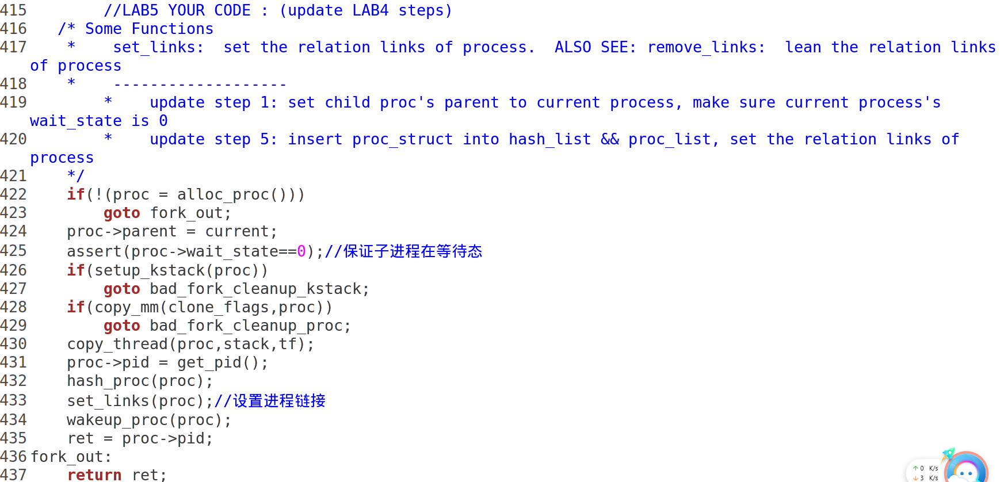 415         //LAB5 YOUR CODE : (update LAB4 steps)
416    /* Some Functions
417     *    set_links:  set the relation links of process.  ALSO SEE: remove_links:  lean the relation links
of process
418     *    -------------------
419         *    update step 1: set child proc's parent to current process, make sure current process's
wait_state is 0
420         *    update step 5: insert proc_struct into hash_list && proc_list, set the relation links of
process
421     */
422     if(!(proc = alloc_proc()))
423         goto fork_out;
424     proc->parent = current;
425     assert(proc->wait_state==0);//保证子进程在等待态
426     if(setup_kstack(proc))
427         goto bad_fork_cleanup_kstack;
428     if(copy_mm(clone_flags,proc))
429         goto bad_fork_cleanup_proc;
430     copy_thread(proc,stack,tf);
431     proc->pid = get_pid();
432     hash_proc(proc);
433     set_links(proc);//设置进程链接
434     wakeup_proc(proc);
435     ret = proc->pid;
436 fork_out:
437     return ret;
↑ 0 K/s
↓ 3 K/s